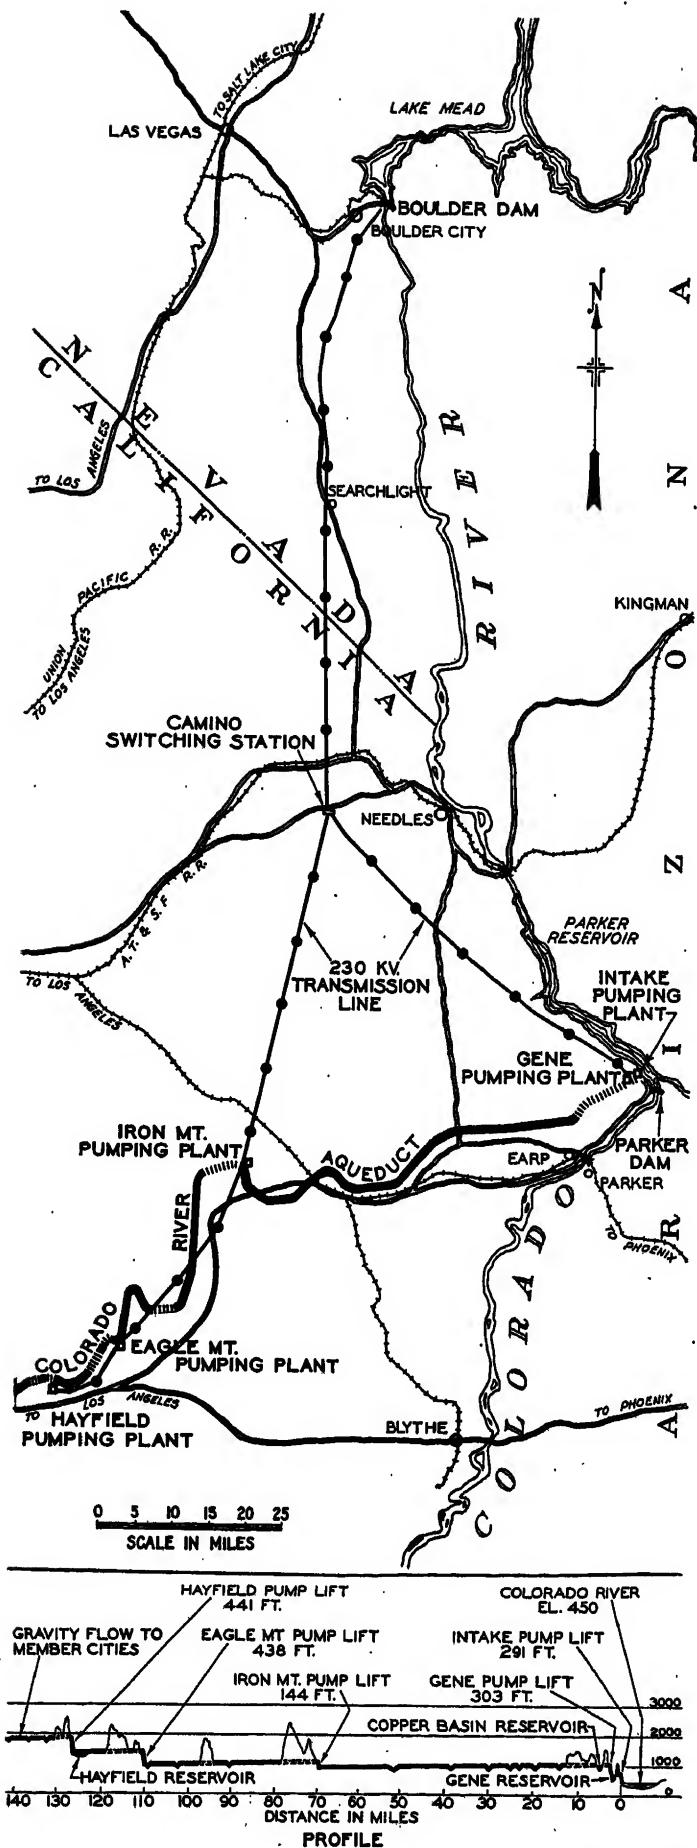 TO SALT LAKE CITY
LAKE MEAD
LAS VEGAS
BOULDER DAM
BOULDER CITY
N
NEVADA
CALIFORNIA
TO LOS ANGELES
SEARCHLIGHT
RIVER
ARIZONA
KINGMAN
UNION PACIFIC R.R.
TO LOS ANGELES
CAMINO
SWITCHING STATION
NEEDLES
A.T. & S.F. R.R.
TO LOS ANGELES
PARKER
RESERVOIR
230 KV.
TRANSMISSION
LINE
INTAKE
PUMPING
PLANT
GENE
PUMPING PLANT
IRON MT.
PUMPING PLANT
AQUEDUCT
EARP
PARKER
DAM
PARKER
TO PHOENIX
RIVER
COLORADO
COLORADO
EAGLE MT.
PUMPING PLANT
TO LOS ANGELES
HAYFIELD
PUMPING PLANT
BLYTHE
TO PHOENIX
0 5 10 15 20 25
SCALE IN MILES
HAYFIELD PUMP LIFT
441 FT.
COLORADO RIVER
EL. 450
GRAVITY FLOW TO
MEMBER CITIES
EAGLE MT PUMP LIFT
438 FT.
INTAKE PUMP LIFT
291 FT.
IRON MT. PUMP LIFT
144 FT.
GENE PUMP LIFT
303 FT.
3000
COPPER BASIN RESERVOIR
2000
1000
HAYFIELD RESERVOIR
GENE RESERVOIR
0
140 130 120 110 100 90 80 70 60 50 40 30 20 10 0
DISTANCE IN MILES
PROFILE